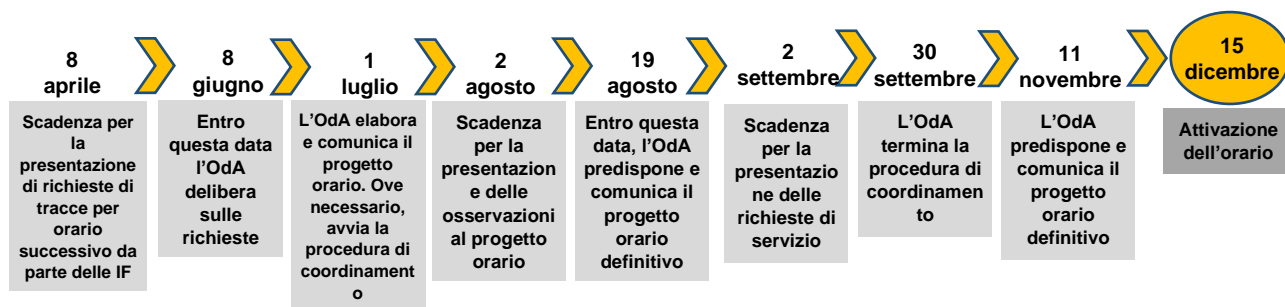 8
aprile
Scadenza per
la
presentazione
di richieste di
tracce per
orario
successivo da
parte delle IF
8
giugno
Entro
questa data
l'OdA
delibera
sulle
richieste
1
luglio
L'OdA elabora
e comunica il
progetto
orario. Ove
necessario,
avvia la
procedura di
coordinament
o
2
agosto
Scadenza
per la
presentazion
e delle
osservazioni
al progetto
orario
19
agosto
Entro questa
data, l'OdA
predispone e
comunica il
progetto
orario
definitivo
2
settembre
Scadenza
per la
presentazio
ne delle
richieste di
servizio
30
settembre
L'OdA
termina la
procedura di
coordinamen
to
11
novembre
L'OdA
predispone e
comunica il
progetto
orario
definitivo
15
dicembre
Attivazione
dell'orario